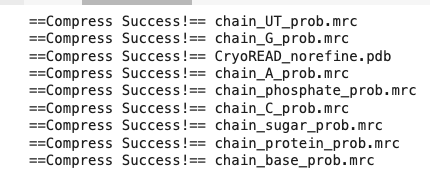 ==Compress Success!== chain_UT_prob.mrc
==Compress Success!== chain_G_prob.mrc
==Compress Success!== CryoREAD_norefine.pdb
==Compress Success!== chain_A_prob.mrc
==Compress Success!== chain_phosphate_prob.mrc
==Compress Success!== chain_C_prob.mrc
==Compress Success!== chain_sugar_prob.mrc
==Compress Success!== chain_protein_prob.mrc
==Compress Success!== chain_base_prob.mrc